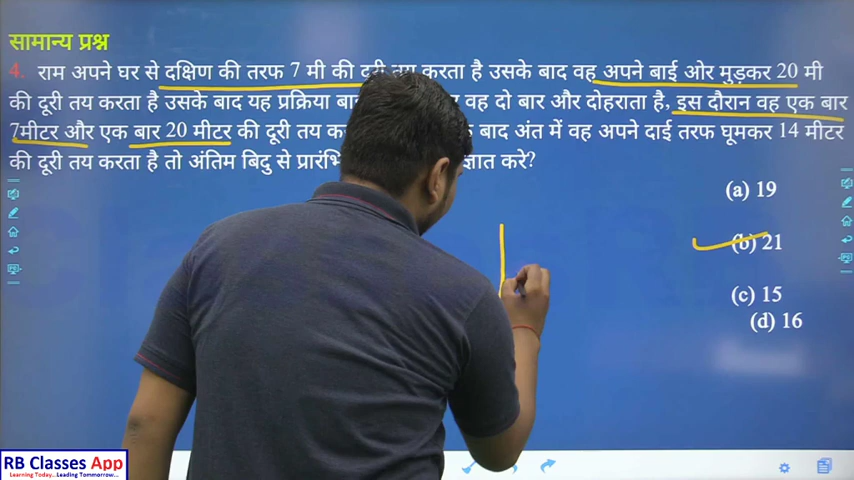 सामान्य प्रश्न
4. राम अपने घर से दक्षिण की तरफ 7 मी की दूरी तय करता है उसके बाद वह अपने बाई ओर मुड़कर 20 मी
की दूरी तय करता है उसके बाद यह प्रक्रिया वह दो बार और दोहराता है, इस दौरान वह एक बार
7मीटर और एक बार 20 मीटर की दूरी तय बाद अंत में वह अपने दाई तरफ घूमकर 14 मीटर
की दूरी तय करता है तो अंतिम बिदु से ज्ञात करे?
(a) 19
(b) 21
(c) 15
(d) 16
RB Classes App
Learning Today...Leading Tommorrow...